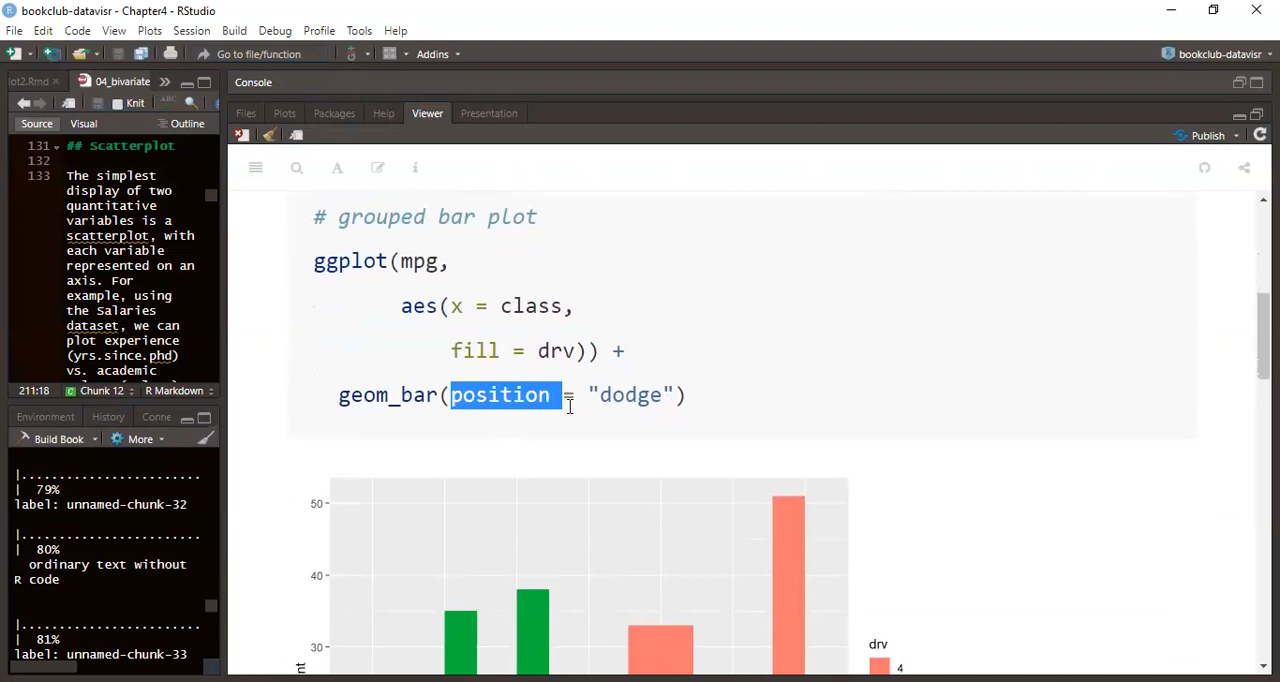 bookclub-datavisr - Chapter4 - RStudio
File Edit Code View Plots Session Build Debug Profile Tools Help
Go to file/function Addins bookclub-datavisr
lot2.Rmd 04_bivariate
Knit
Source Visual Outline
131 ## Scatterplot
132
133 The simplest
display of two
quantitative
variables is a
scatterplot, with
each variable
represented on an
axis. For
example, using
the Salaries
dataset, we can
plot experience
(yrs.since.phd)
vs. academic
211:18 Chunk 12 R Markdown
Environment History Conne
Build Book More
|.......................
| 79%
label: unnamed-chunk-32
|.......................
| 80%
ordinary text without
R code
|.......................
| 81%
label: unnamed-chunk-33
Console
Files Plots Packages Help Viewer Presentation
Publish
# grouped bar plot
ggplot(mpg,
aes(x = class,
fill = drv)) +
geom_bar(position = "dodge")
50
40
30
nt
drv
4